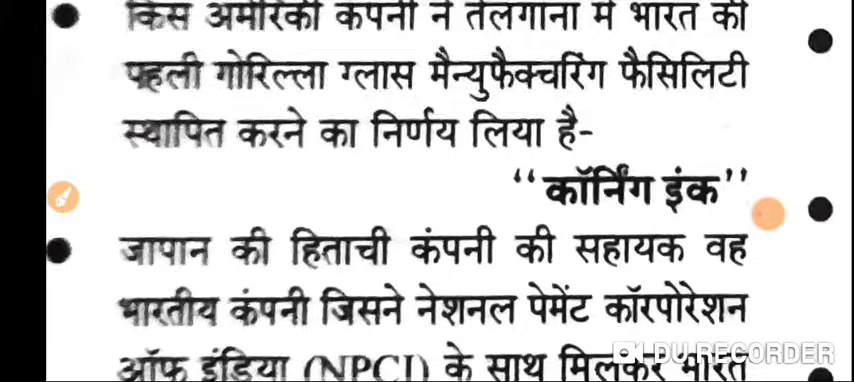 किस अमेरिकी कंपनी ने तेलंगाना में भारत की
पहली गोरिल्ला ग्लास मैन्युफैक्चरिंग फैसिलिटी
स्थापित करने का निर्णय लिया है-
‘‘कॉर्निंग इंक’’
जापान की हिताची कंपनी की सहायक वह
भारतीय कंपनी जिसने नेशनल पेमेंट कॉरपोरेशन
ऑफ इंडिया (NPCI) के साथ मिलकर भारत
DU RECORDER